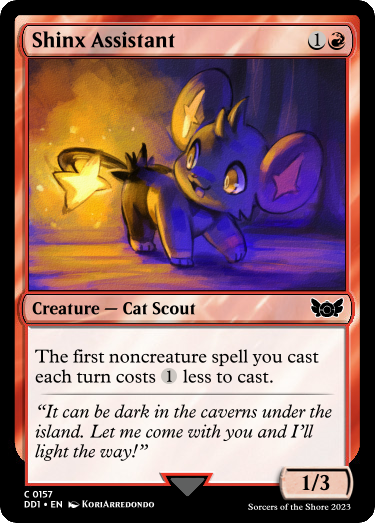 Shinx Assistant 1
Creature — Cat Scout
The first noncreature spell you cast
each turn costs 1 less to cast.
“It can be dark in the caverns under the
island. Let me come with you and I’ll
light the way!”
1/3
C 0157
DD1 • EN KoriArredondo
Sorcers of the Shore 2023